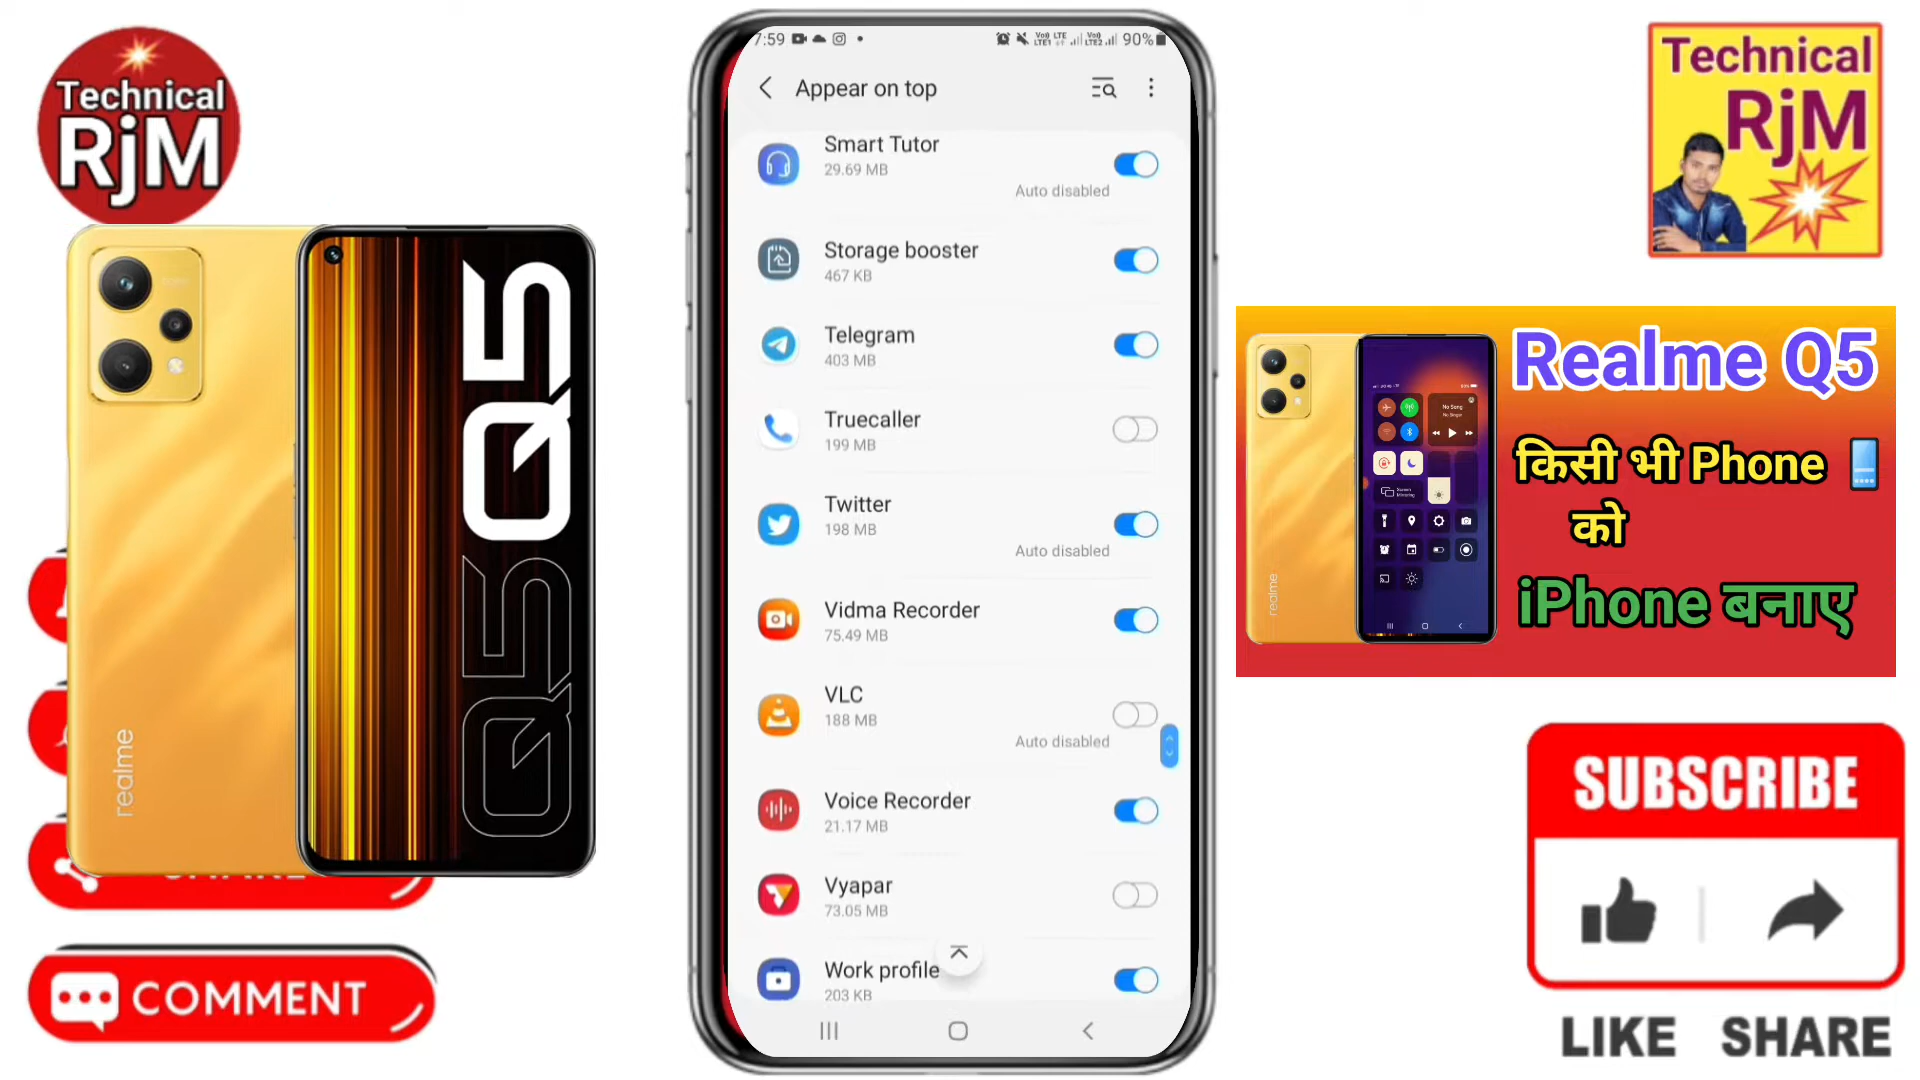 Technical
RjM
Q5
Q5
realme
COMMENT
7:59
90%
Appear on top
Smart Tutor
29.69 MB
Auto disabled
Storage booster
467 KB
Telegram
403 MB
Truecaller
199 MB
Twitter
198 MB
Auto disabled
Vidma Recorder
75.49 MB
VLC
188 MB
Auto disabled
Voice Recorder
21.17 MB
Vyapar
73.05 MB
Work profile
203 KB
Technical
RjM
Realme Q5
किसी भी Phone
को
iPhone बनाए
realme
SUBSCRIBE
LIKE SHARE